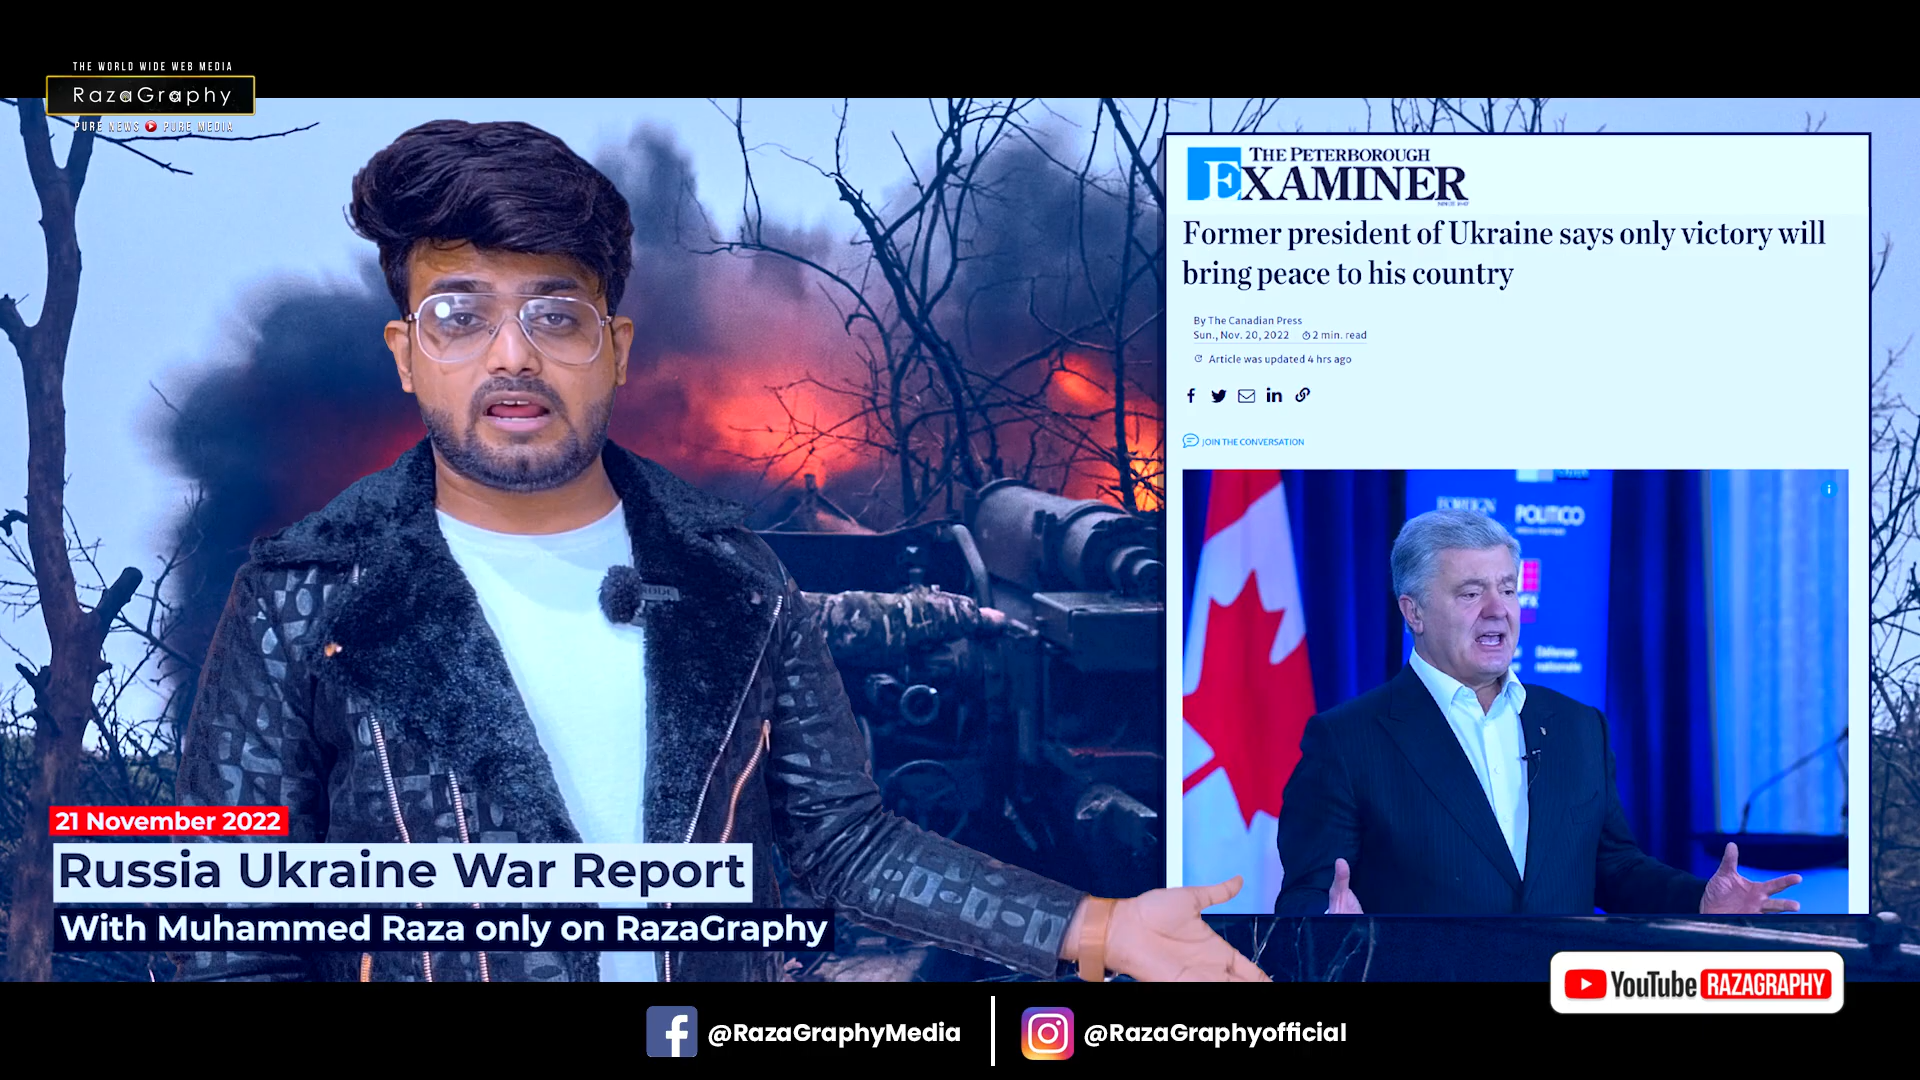 THE WORLD WIDE WEB MEDIA
RazaGraphy
PURE NEWS PURE MEDIA
THE PETERBOROUGH
EXAMINER
Former president of Ukraine says only victory will
bring peace to his country
By The Canadian Press
Sun., Nov. 20, 2022 2 min. read
Article was updated 4 hrs ago
JOIN THE CONVERSATION
FOREIGN
POLITICO
Défense
nationale
21 November 2022
Russia Ukraine War Report
With Muhammed Raza only on RazaGraphy
YouTube RAZAGRAPHY
@RazaGraphyMedia
@RazaGraphyofficial